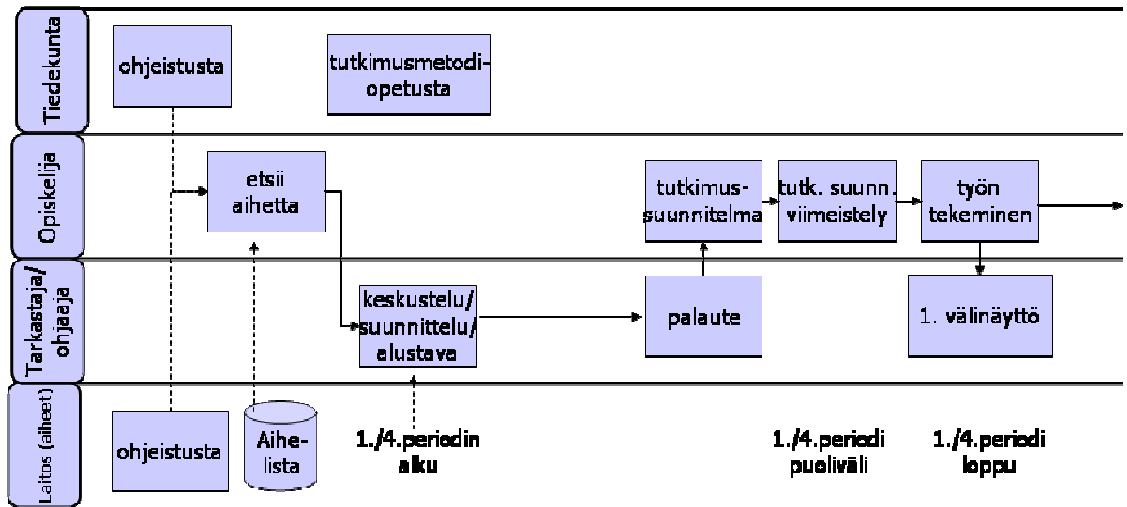 Tiedekunta
ohjeistusta
tutkimusmetodi-
opetusta
Opiskelija
etsii
aihetta
tutkimus-
suunnitelma
tutk. suunn.
viimeistely
työn
tekeminen
Tarkastaja/
ohjaaja
keskustelu/
suunnittelu/
alustava
palaute
1. välinäyttö
Laitos (aiheet)
ohjeistusta
Aihe-
lista
1./4.periodin
alku
1./4.periodi
puoliväli
1./4.periodi
loppu